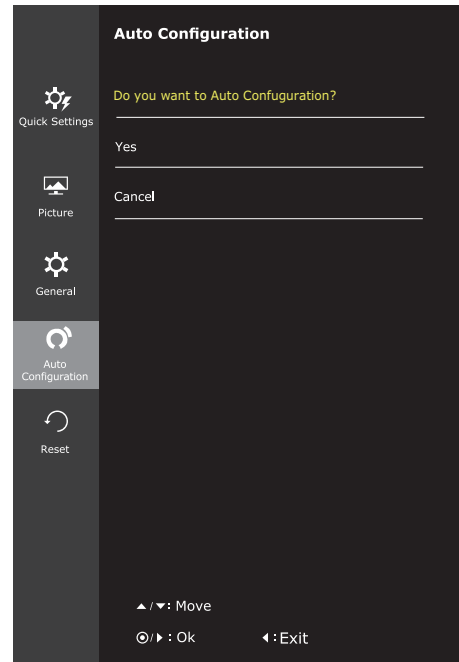 Auto Configuration
Do you want to Auto Confuguration?
Yes
Cancel
Quick Settings
Picture
General
Auto
Configuration
Reset
▲/▼: Move
◉/▶ : Ok ◀ : Exit